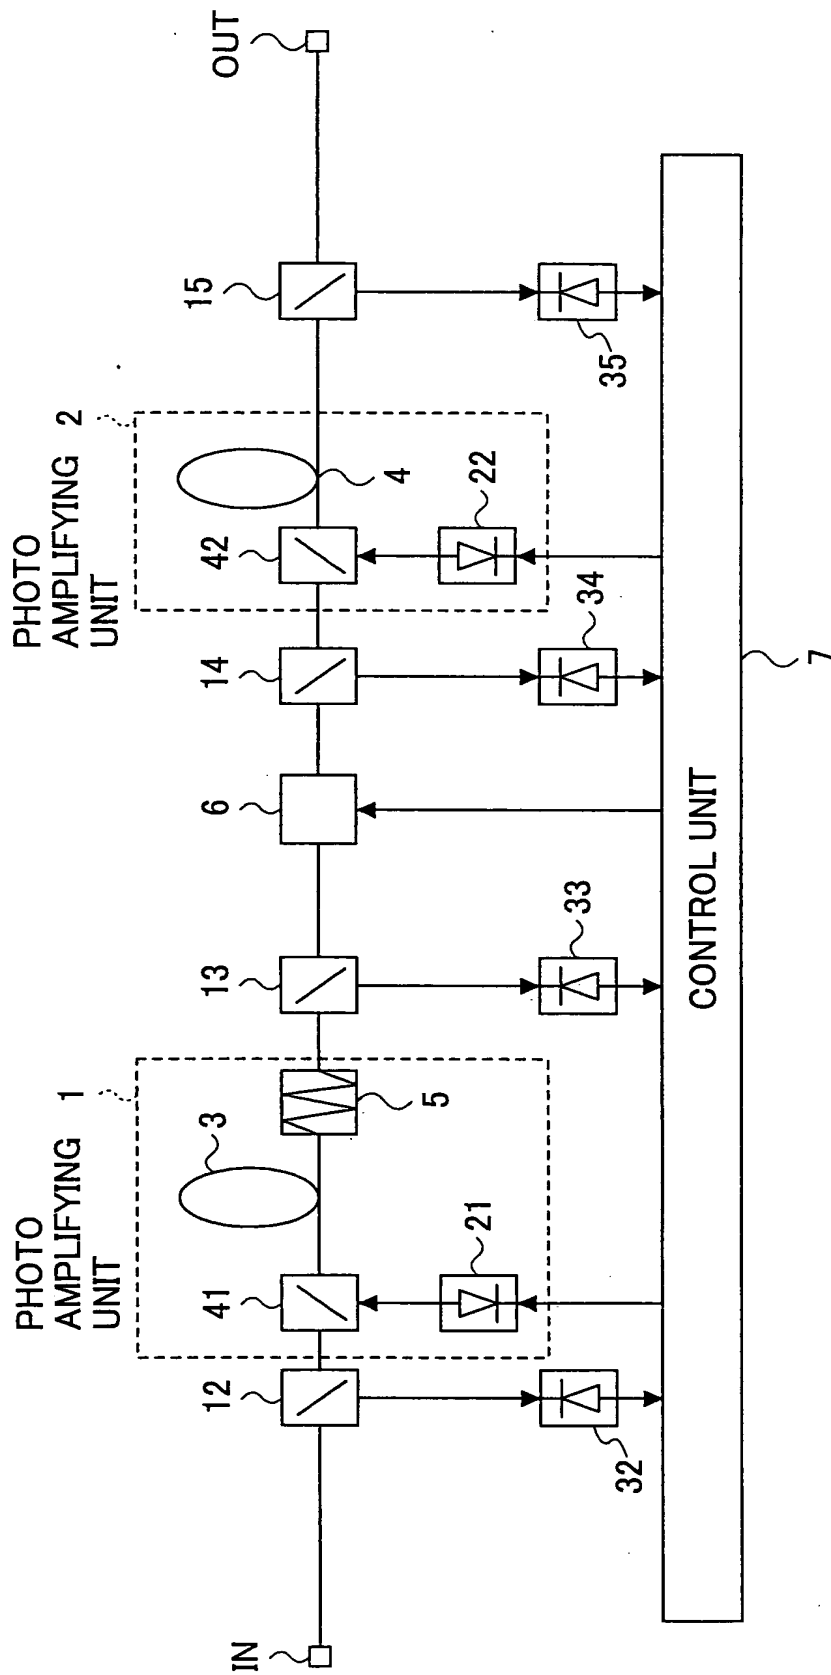 PHOTO
AMPLIFYING
UNIT
1
PHOTO
AMPLIFYING
UNIT
2
IN
12
41
3
5
13
6
14
42
4
15
OUT
21
22
32
33
34
35
CONTROL UNIT
7